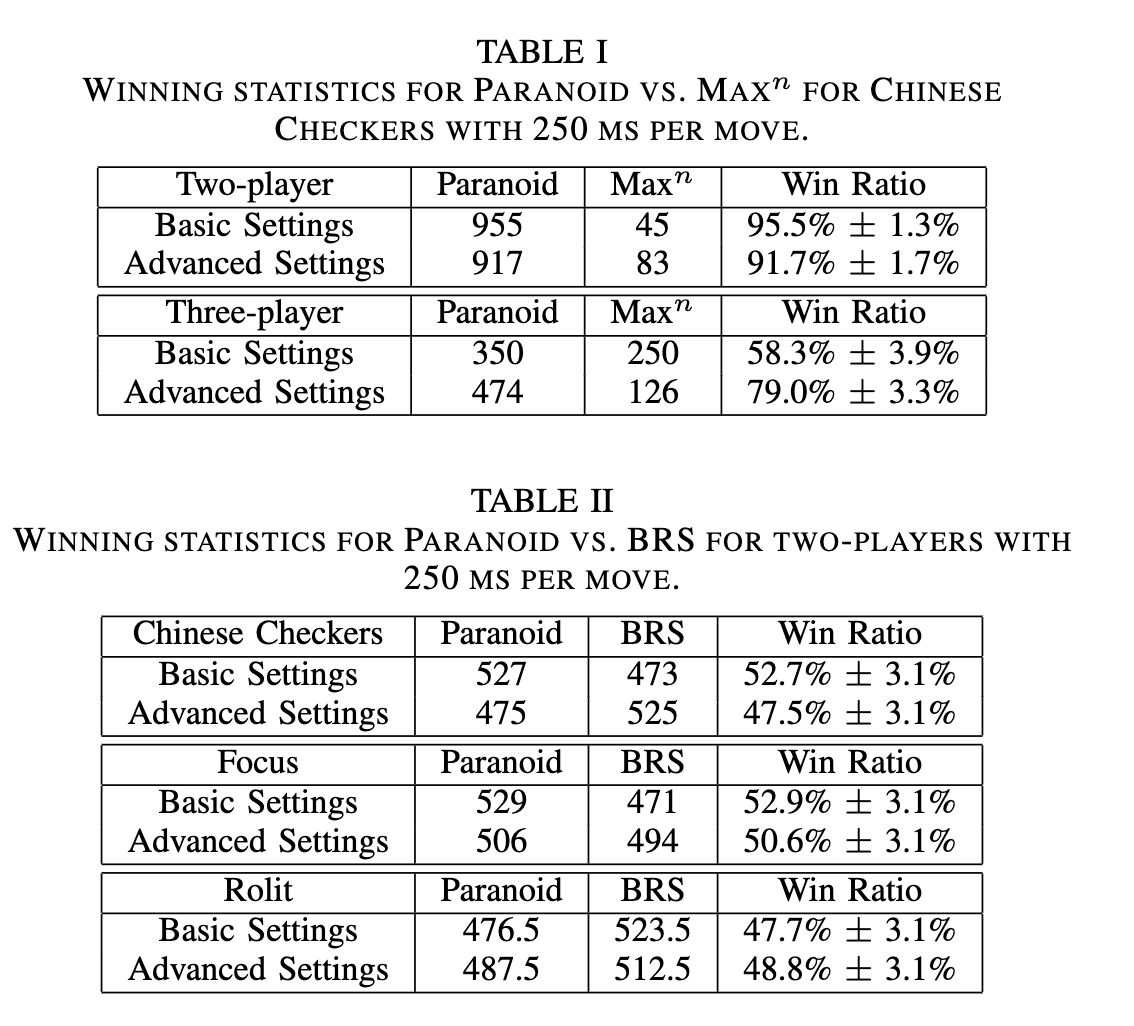 TABLE I
WINNING STATISTICS FOR PARANOID VS. MAXⁿ FOR CHINESE
CHECKERS WITH 250 MS PER MOVE.
Two-player Paranoid Maxⁿ Win Ratio
Basic Settings 955 45 95.5% ± 1.3%
Advanced Settings 917 83 91.7% ± 1.7%
Three-player Paranoid Maxⁿ Win Ratio
Basic Settings 350 250 58.3% ± 3.9%
Advanced Settings 474 126 79.0% ± 3.3%
TABLE II
WINNING STATISTICS FOR PARANOID VS. BRS FOR TWO-PLAYERS WITH
250 MS PER MOVE.
Chinese Checkers Paranoid BRS Win Ratio
Basic Settings 527 473 52.7% ± 3.1%
Advanced Settings 475 525 47.5% ± 3.1%
Focus Paranoid BRS Win Ratio
Basic Settings 529 471 52.9% ± 3.1%
Advanced Settings 506 494 50.6% ± 3.1%
Rolit Paranoid BRS Win Ratio
Basic Settings 476.5 523.5 47.7% ± 3.1%
Advanced Settings 487.5 512.5 48.8% ± 3.1%